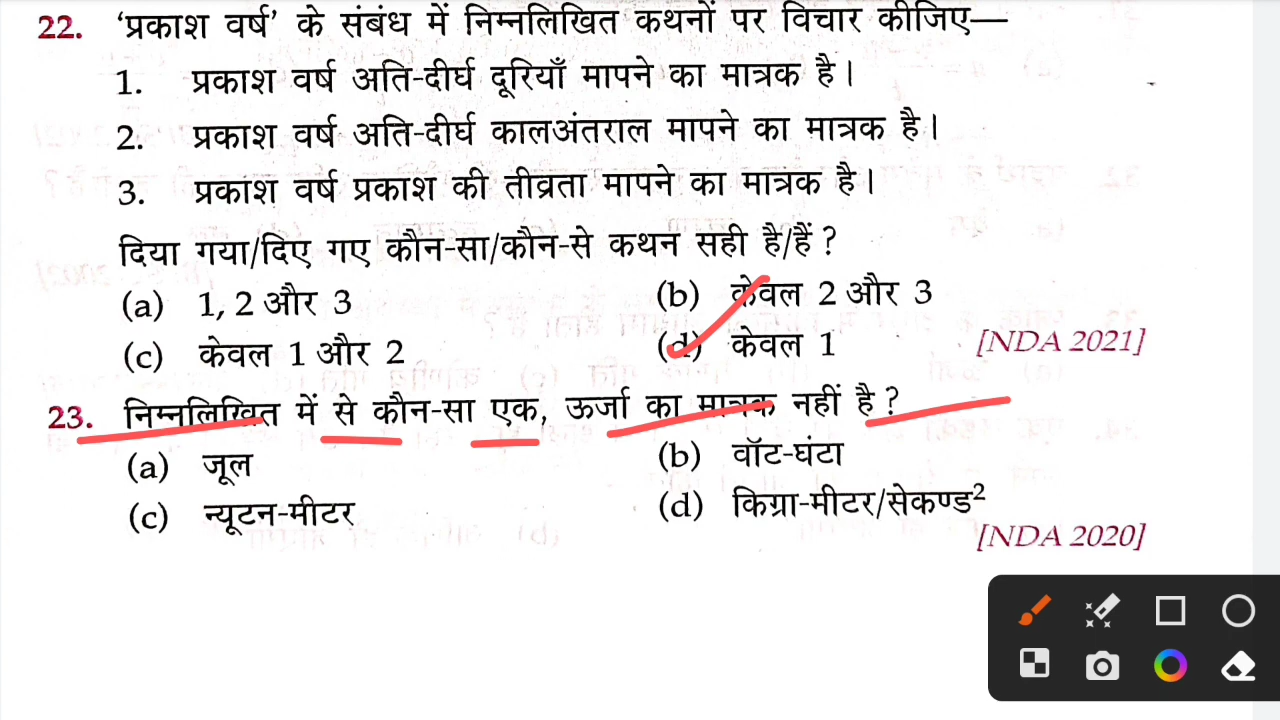 22. ‘प्रकाश वर्ष’ के संबंध में निम्नलिखित कथनों पर विचार कीजिए—
1. प्रकाश वर्ष अति-दीर्घ दूरियाँ मापने का मात्रक है।
2. प्रकाश वर्ष अति-दीर्घ कालअंतराल मापने का मात्रक है।
3. प्रकाश वर्ष प्रकाश की तीव्रता मापने का मात्रक है।
दिया गया/दिए गए कौन-सा/कौन-से कथन सही है/हैं?
(a) 1, 2 और 3 (b) केवल 2 और 3
(c) केवल 1 और 2 (d) केवल 1 [NDA 2021]
23. निम्नलिखित में से कौन-सा एक, ऊर्जा का मात्रक नहीं है?
(a) जूल (b) वॉट-घंटा
(c) न्यूटन-मीटर (d) किग्रा-मीटर/सेकण्ड²
[NDA 2020]